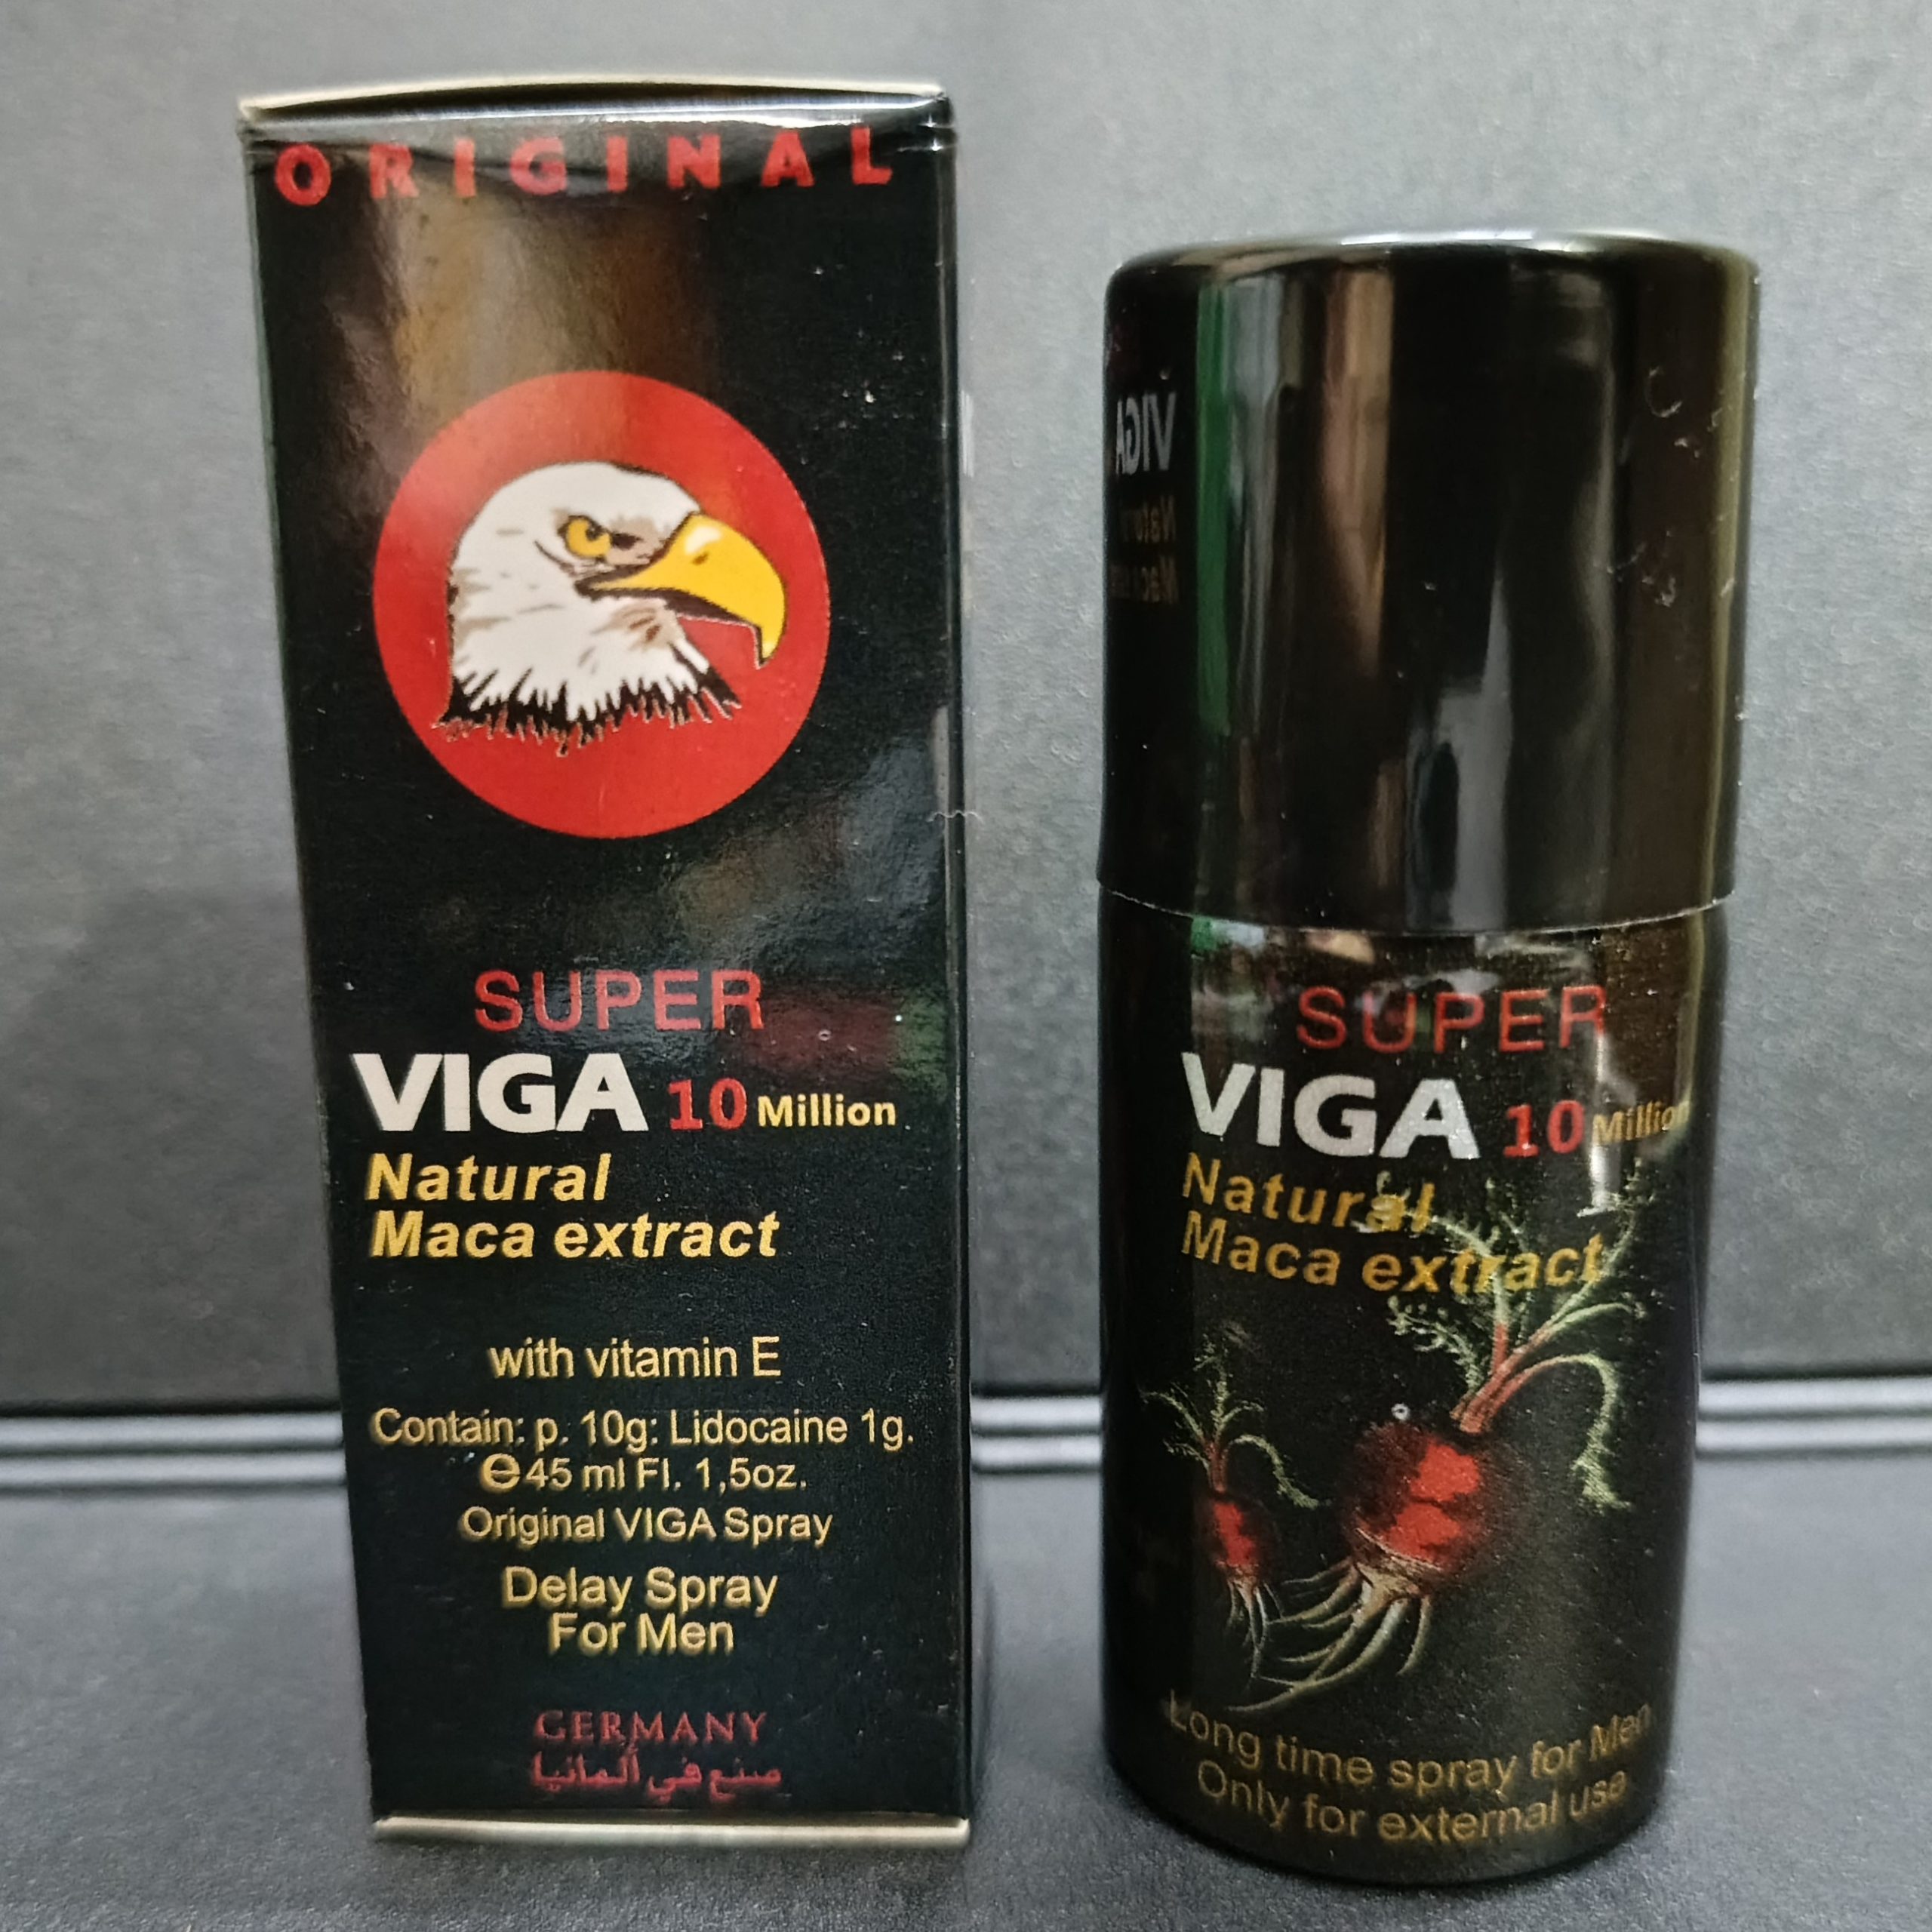 ORIGINAL
SUPER
VIGA 10 Million
Natural
Maca extract
with vitamin E
Contain: p. 10g: Lidocaine 1g.
℮45 ml Fl. 1,5oz.
Original VIGA Spray
Delay Spray
For Men
GERMANY
صنع في ألمانيا
VIGA
SUPER
VIGA 10 Million
Natural
Maca extract
Long time spray for Men
Only for external use